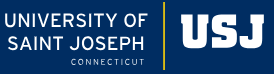 UNIVERSITY OF
SAINT JOSEPH
CONNECTICUT
USJ